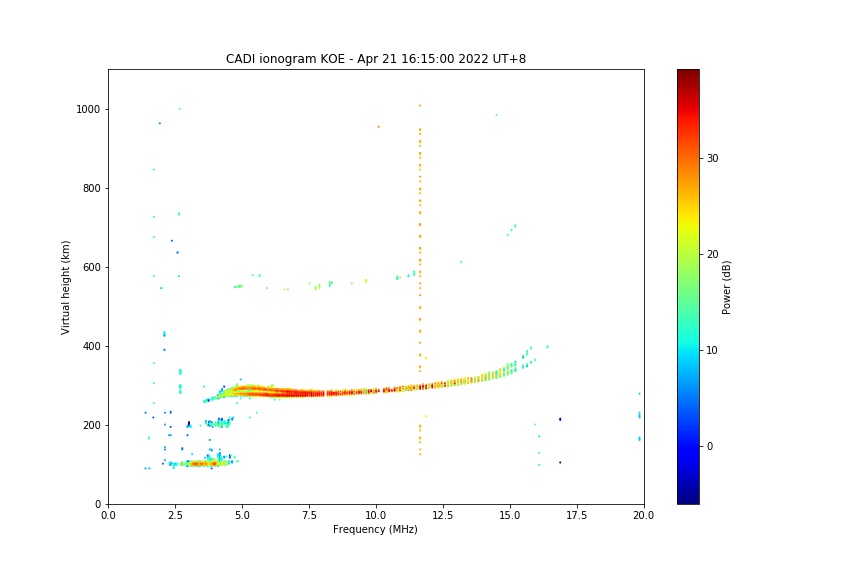 CADI ionogram KOE - Apr 21 16:15:00 2022 UT+8
Virtual height (km)
1000
800
600
400
200
0
0.0 2.5 5.0 7.5 10.0 12.5 15.0 17.5 20.0
Frequency (MHz)
30
20
10
0
Power (dB)